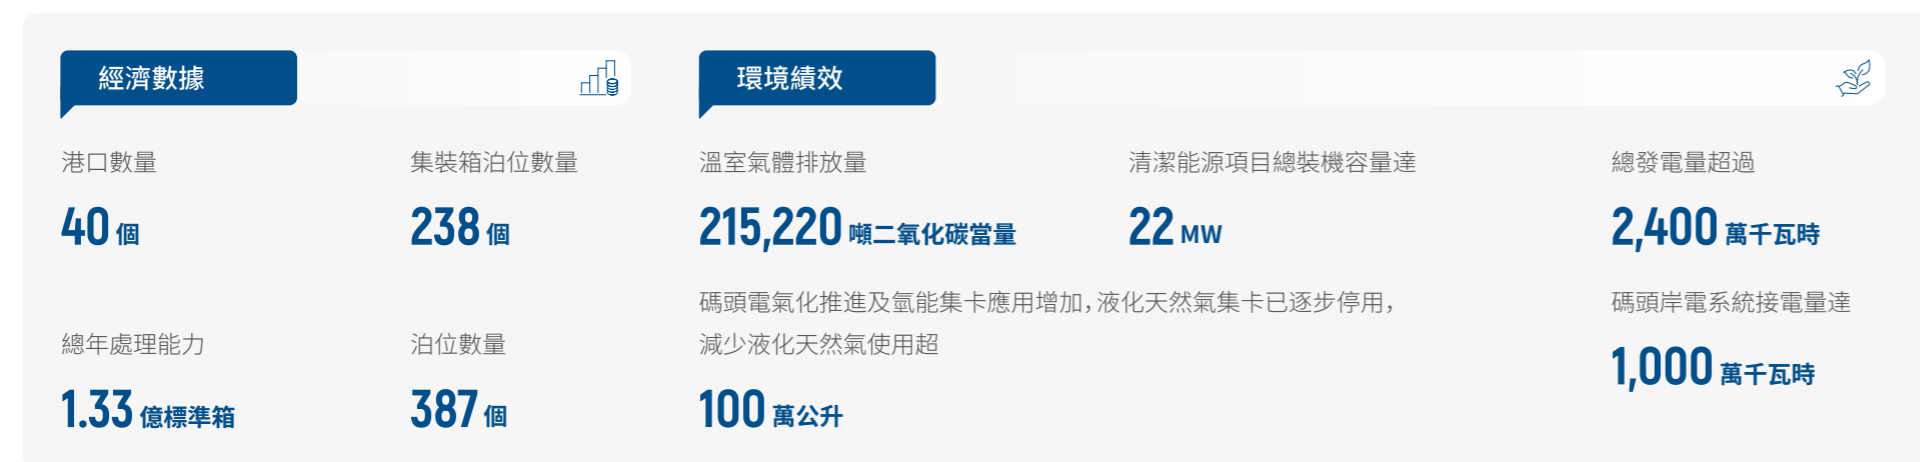 經濟數據
港口數量
40 個
集裝箱泊位數量
238 個
總年處理能力
1.33 億標準箱
泊位數量
387 個
環境績效
溫室氣體排放量
215,220 噸二氧化碳當量
清潔能源項目總裝機容量達
22 MW
總發電量超過
2,400 萬千瓦時
碼頭電氣化推進及氫能集卡應用增加，液化天然氣集卡已逐步停用，
減少液化天然氣使用超
100 萬公升
碼頭岸電系統接電量達
1,000 萬千瓦時